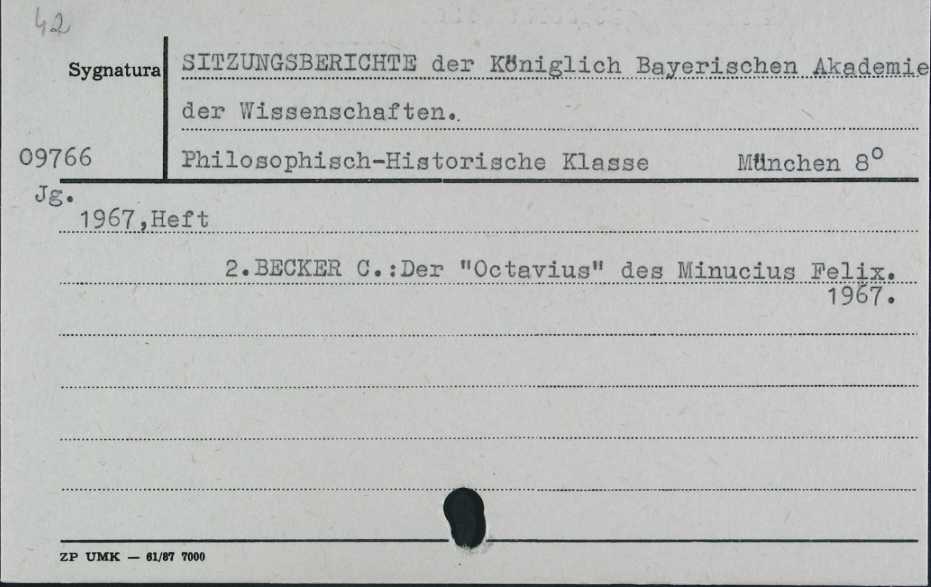 42
Sygnatura
SITZUNGSBERICHTE der Königlich Bayerischen Akademie
der Wissenschaften.
09766
Philosophisch-Historische Klasse München 8°
Jg.
1967,Heft
2.BECKER C.:Der "Octavius" des Minucius Felix.
1967.
ZP UMK — 61/87 7000